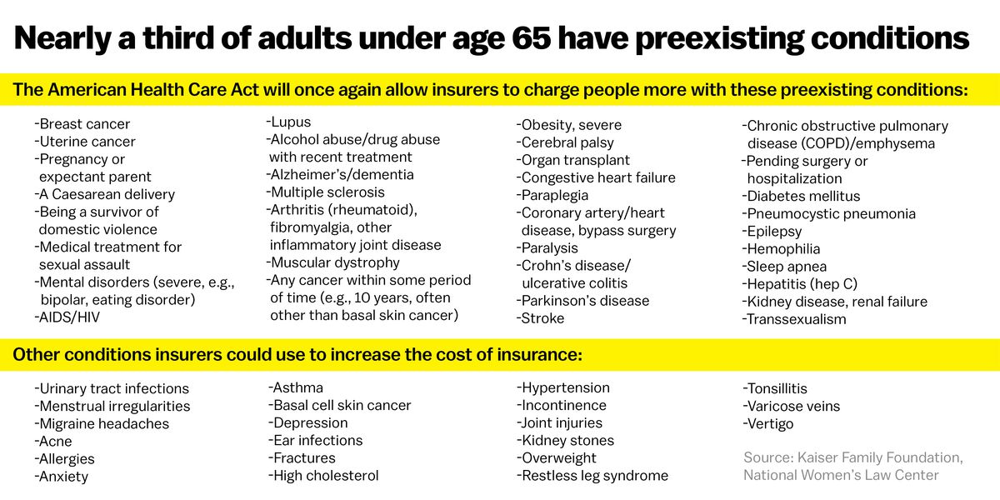 Nearly a third of adults under age 65 have preexisting conditions
The American Health Care Act will once again allow insurers to charge people more with these preexisting conditions:
-Breast cancer
-Uterine cancer
-Pregnancy or
expectant parent
-A Caesarean delivery
-Being a survivor of
domestic violence
-Medical treatment for
sexual assault
-Mental disorders (severe, e.g.,
bipolar, eating disorder)
-AIDS/HIV
-Lupus
-Alcohol abuse/drug abuse
with recent treatment
-Alzheimer's/dementia
-Multiple sclerosis
-Arthritis (rheumatoid),
fibromyalgia, other
inflammatory joint disease
-Muscular dystrophy
-Any cancer within some period
of time (e.g., 10 years, often
other than basal skin cancer)
-Obesity, severe
-Cerebral palsy
-Organ transplant
-Congestive heart failure
-Paraplegia
-Coronary artery/heart
disease, bypass surgery
-Paralysis
-Crohn's disease/
ulcerative colitis
-Parkinson's disease
-Stroke
-Chronic obstructive pulmonary
disease (COPD)/emphysema
-Pending surgery or
hospitalization
-Diabetes mellitus
-Pneumocystic pneumonia
-Epilepsy
-Hemophilia
-Sleep apnea
-Hepatitis (hep C)
-Kidney disease, renal failure
-Transsexualism
Other conditions insurers could use to increase the cost of insurance:
-Urinary tract infections
-Menstrual irregularities
-Migraine headaches
-Acne
-Allergies
-Anxiety
-Asthma
-Basal cell skin cancer
-Depression
-Ear infections
-Fractures
-High cholesterol
-Hypertension
-Incontinence
-Joint injuries
-Kidney stones
-Overweight
-Restless leg syndrome
-Tonsillitis
-Varicose veins
-Vertigo
Source: Kaiser Family Foundation,
National Women's Law Center